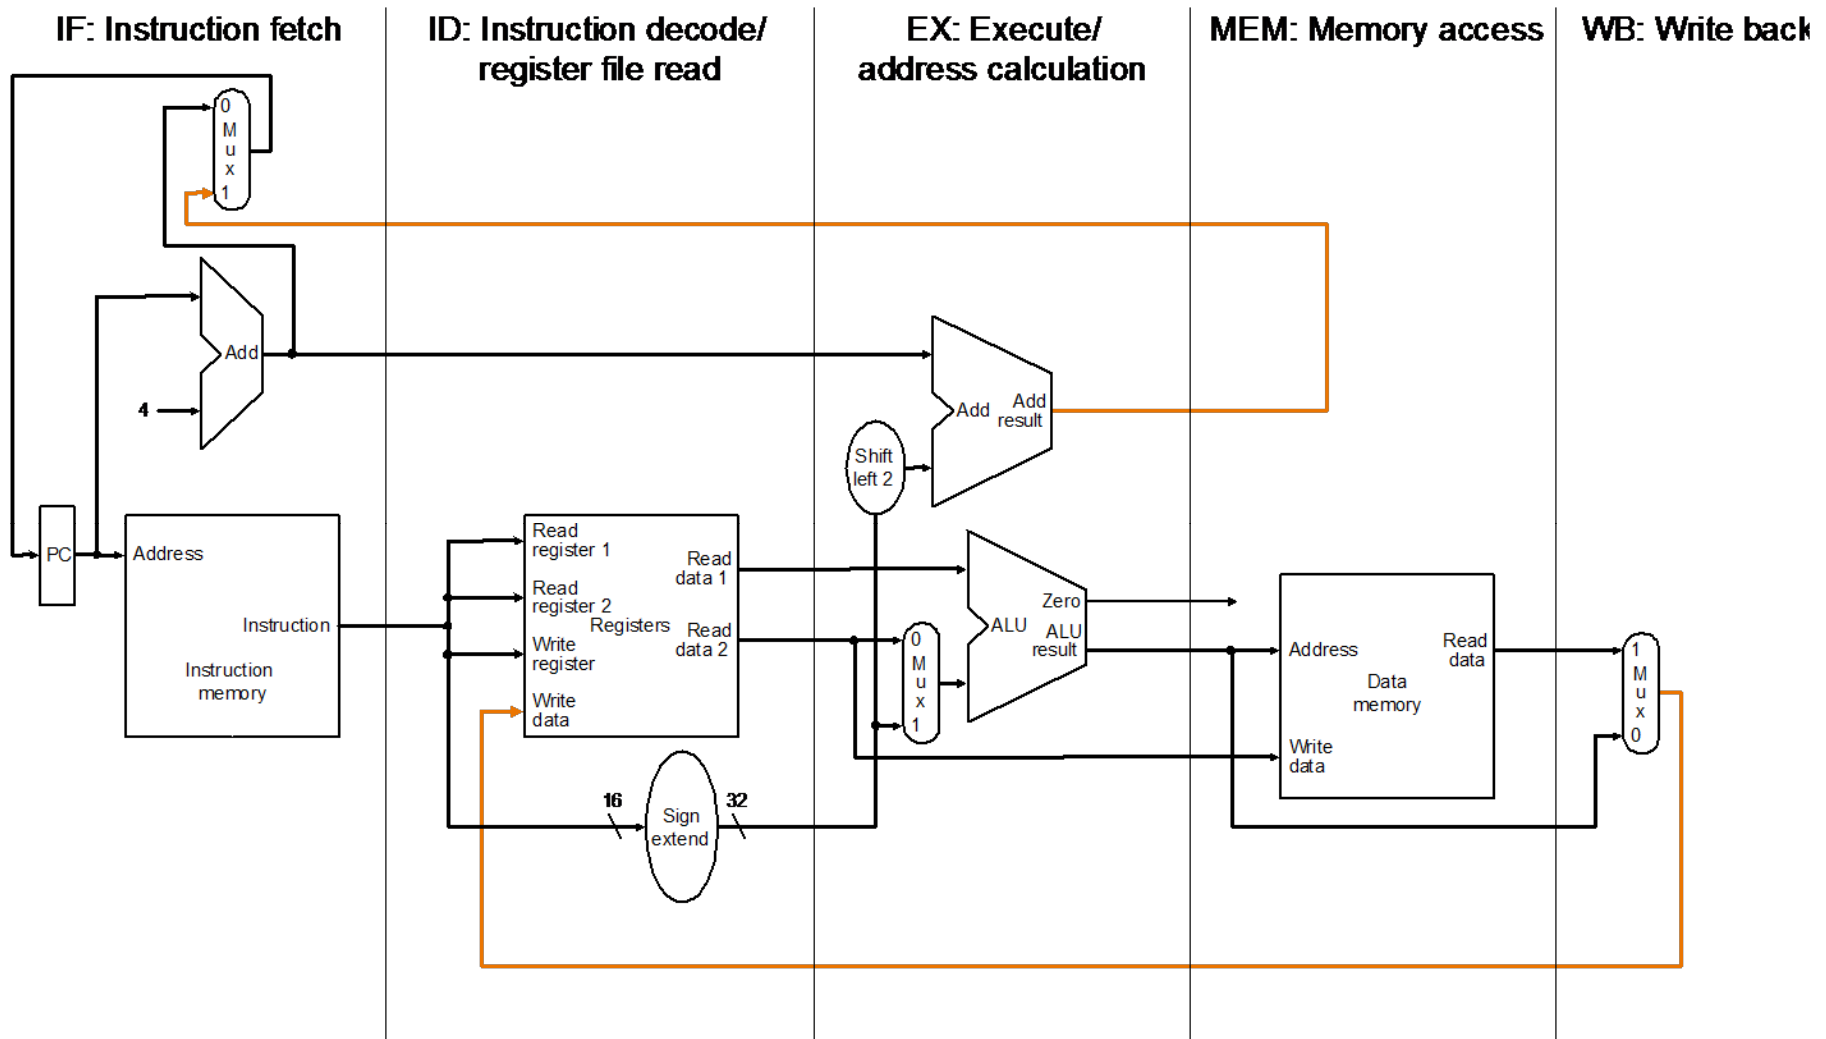 IF: Instruction fetch
ID: Instruction decode/
register file read
EX: Execute/
address calculation
MEM: Memory access
WB: Write back
0
M
u
x
1
Add
4
PC
Address
Instruction
Instruction
memory
Read
register 1
Read
register 2
Write
register
Write
data
Registers
Read
data 1
Read
data 2
16
Sign
extend
32
Shift
left 2
Add
Add
result
0
M
u
x
1
ALU
Zero
ALU
result
Address
Read
data
Data
memory
Write
data
1
M
u
x
0